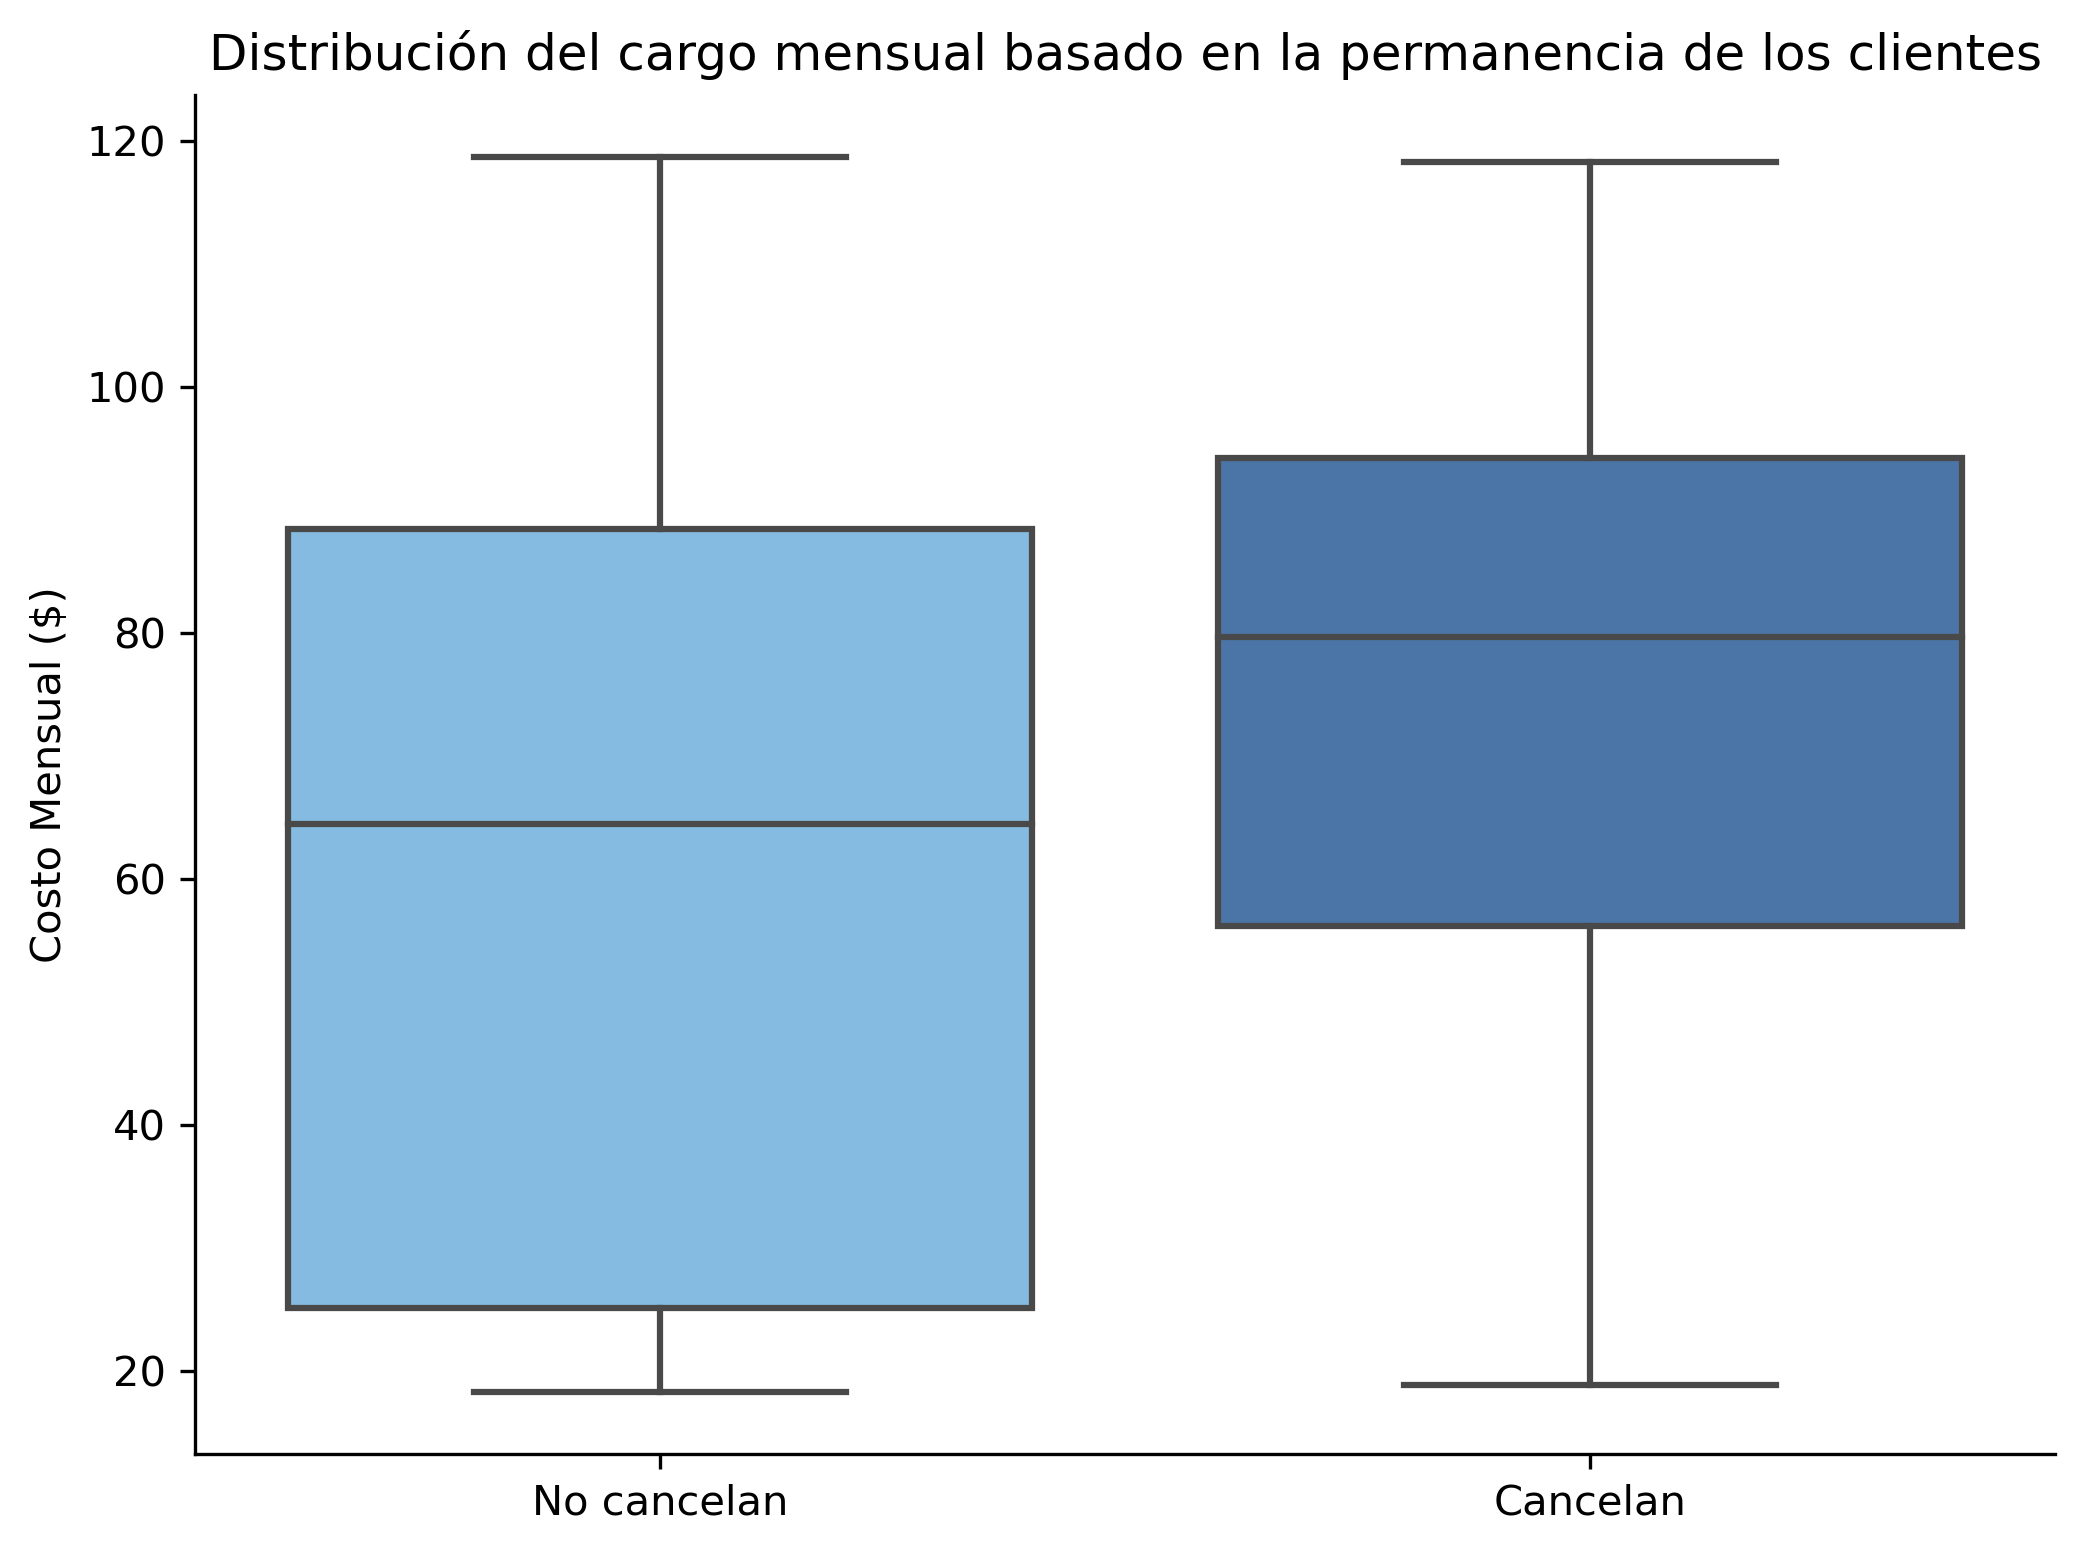 Distribución del cargo mensual basado en la permanencia de los clientes
Costo Mensual ($)
120
100
80
60
40
20
No cancelan
Cancelan